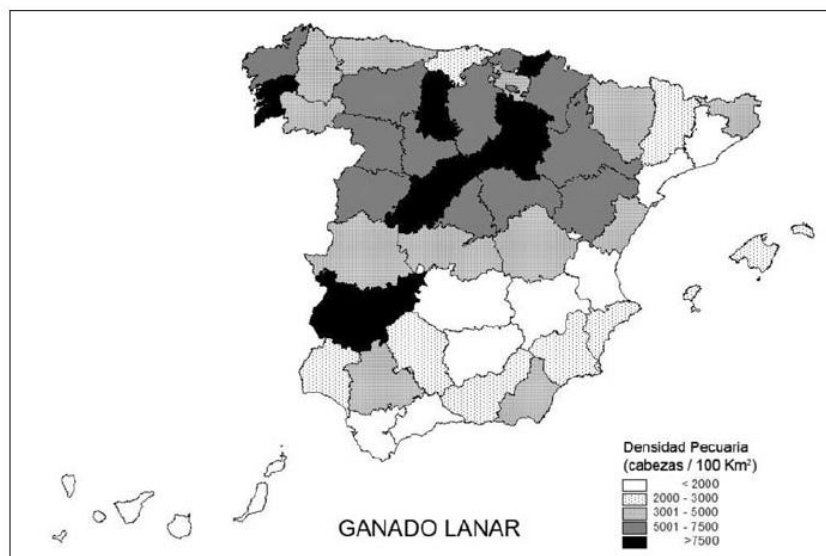 Densidad Pecuaria
(cabezas / 100 Km²)
< 2000
2000 - 3000
3001 - 5000
5001 - 7500
>7500
GANADO LANAR